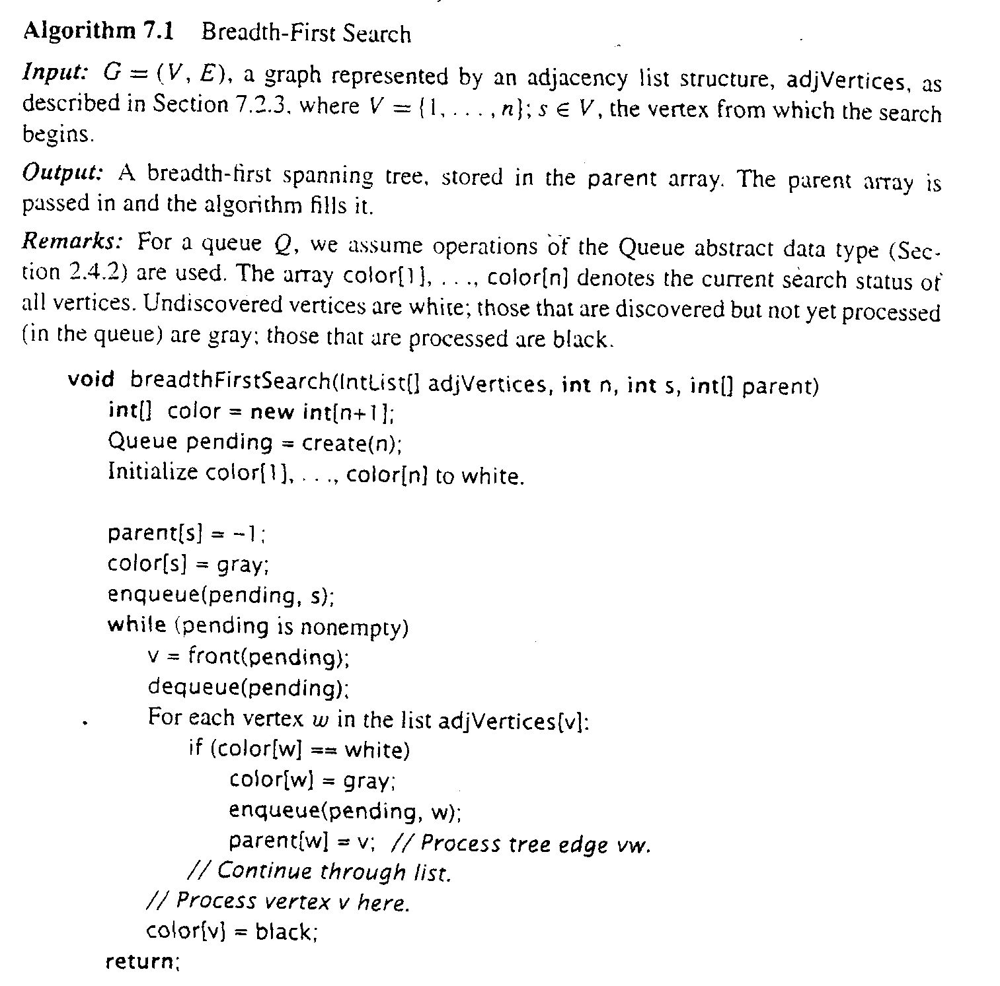 Algorithm 7.1 Breadth-First Search
Input: G = (V, E), a graph represented by an adjacency list structure, adjVertices, as
described in Section 7.2.3, where V = {1, . . . , n}; s ∈ V, the vertex from which the search
begins.
Output: A breadth-first spanning tree, stored in the parent array. The parent array is
passed in and the algorithm fills it.
Remarks: For a queue Q, we assume operations of the Queue abstract data type (Sec-
tion 2.4.2) are used. The array color[1], . . ., color[n] denotes the current search status of
all vertices. Undiscovered vertices are white; those that are discovered but not yet processed
(in the queue) are gray; those that are processed are black.
void breadthFirstSearch(IntList[] adjVertices, int n, int s, int[] parent)
int[] color = new int[n+1];
Queue pending = create(n);
Initialize color[1], . . ., color[n] to white.
parent[s] = -1;
color[s] = gray;
enqueue(pending, s);
while (pending is nonempty)
v = front(pending);
dequeue(pending);
For each vertex w in the list adjVertices[v]:
if (color[w] == white)
color[w] = gray;
enqueue(pending, w);
parent[w] = v; // Process tree edge vw.
// Continue through list.
// Process vertex v here.
color[v] = black;
return;